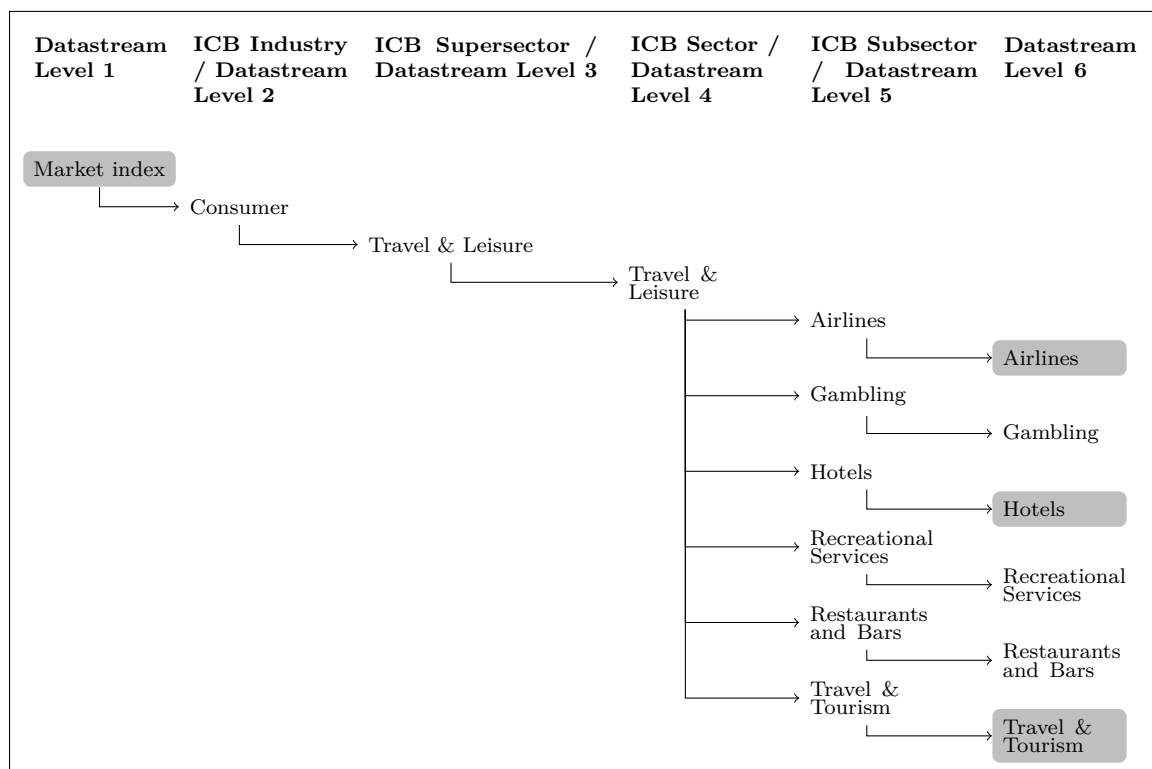 Datastream
Level 1
ICB Industry
/ Datastream
Level 2
ICB Supersector /
Datastream Level 3
ICB Sector /
Datastream
Level 4
ICB Subsector
/ Datastream
Level 5
Datastream
Level 6
Market index
Consumer
Travel & Leisure
Travel &
Leisure
Airlines
Airlines
Gambling
Gambling
Hotels
Hotels
Recreational
Services
Recreational
Services
Restaurants
and Bars
Restaurants
and Bars
Travel &
Tourism
Travel &
Tourism